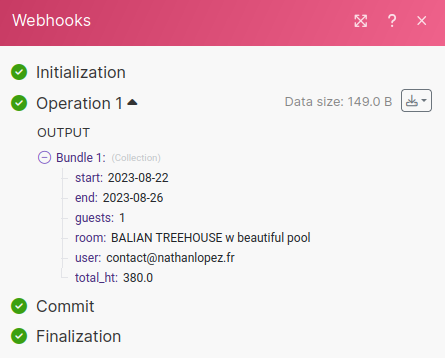 Webhooks
Initialization
Operation 1 Data size: 149.0 B
OUTPUT
Bundle 1: (Collection)
start: 2023-08-22
end: 2023-08-26
guests: 1
room: BALIAN TREEHOUSE w beautiful pool
user: contact@nathanlopez.fr
total_ht: 380.0
Commit
Finalization